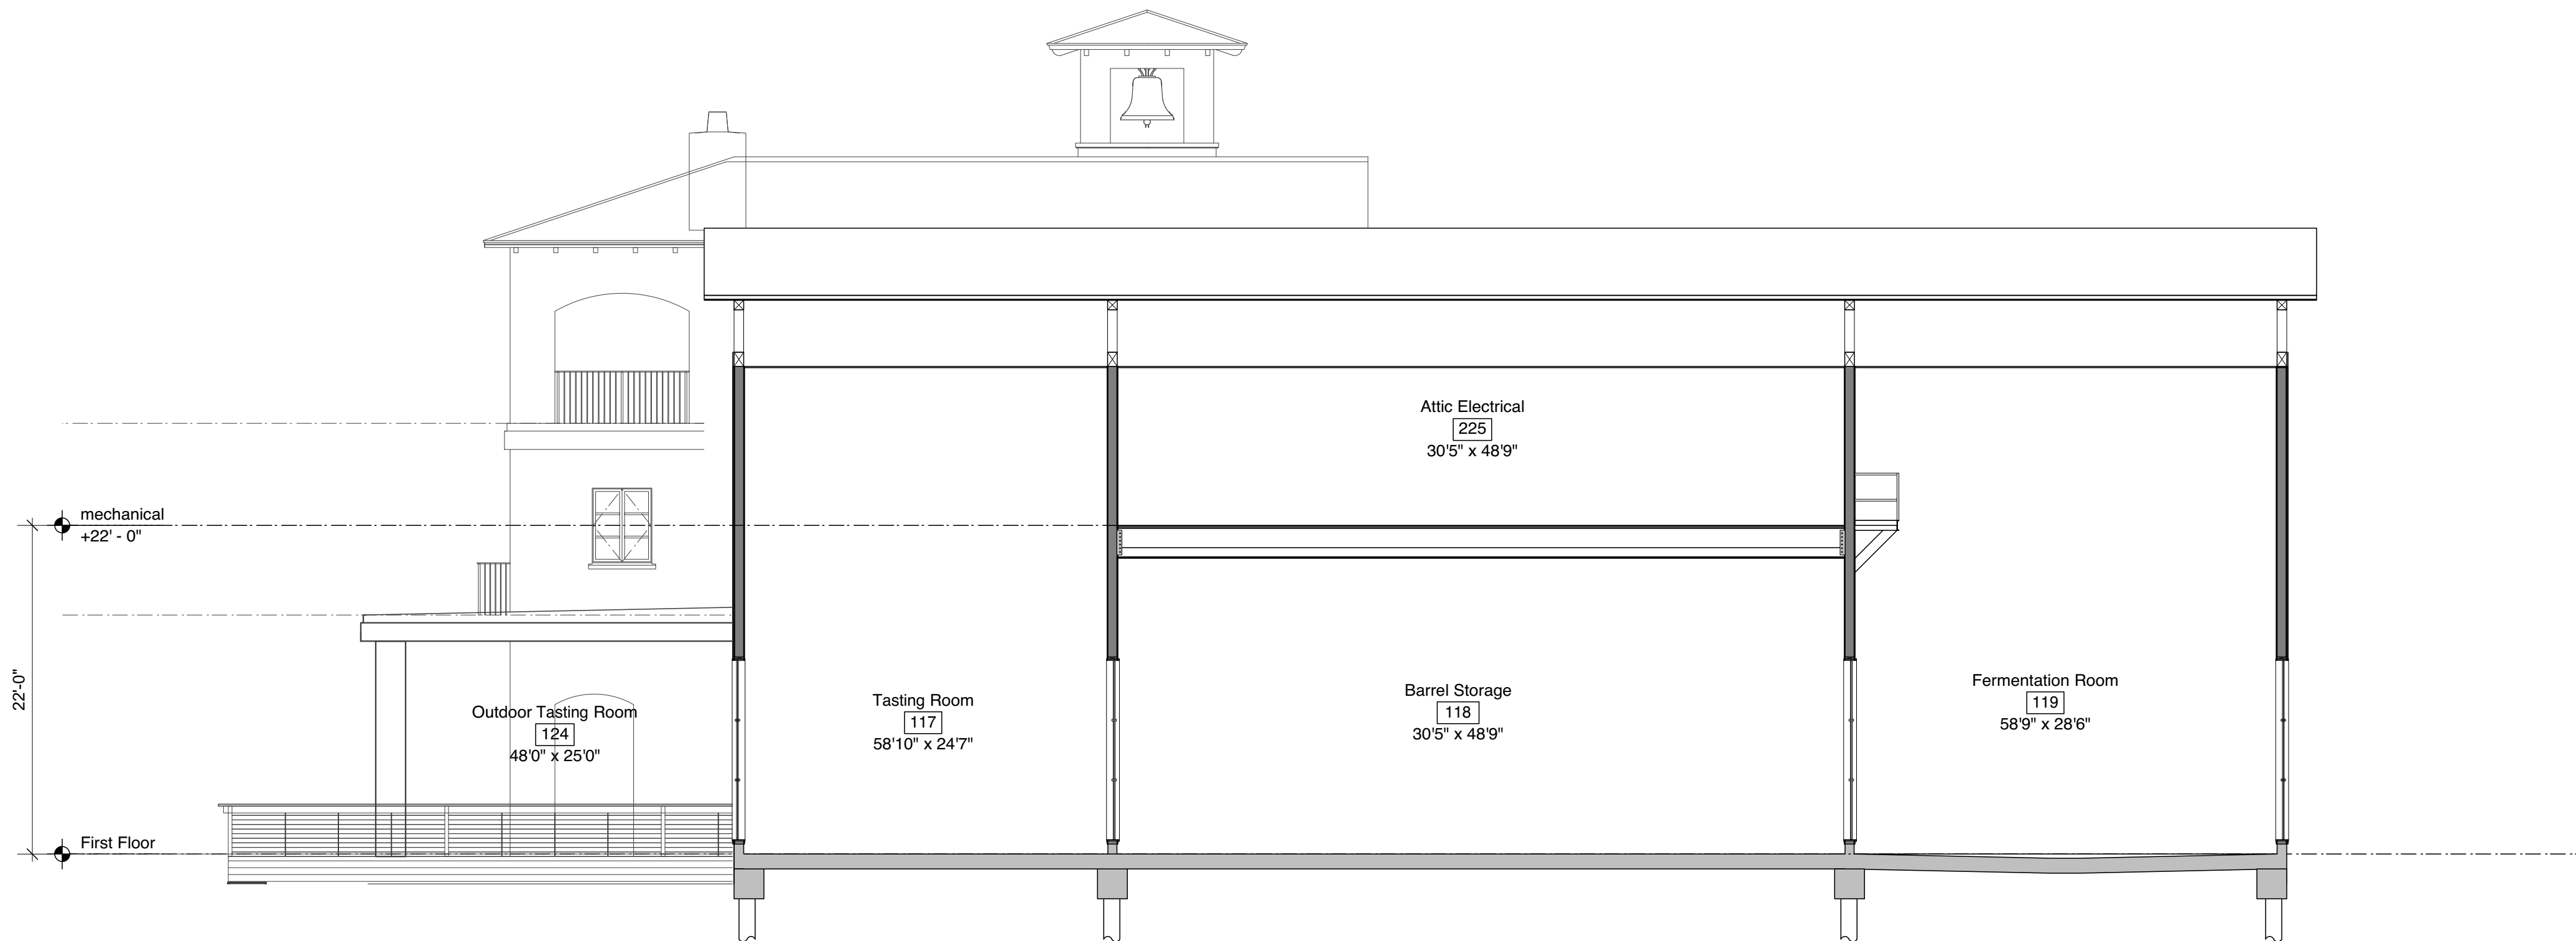 Attic Electrical
225
30'5" x 48'9"
mechanical
+22' - 0"
22'-0"
Outdoor Tasting Room
124
48'0" x 25'0"
Tasting Room
117
58'10" x 24'7"
Barrel Storage
118
30'5" x 48'9"
Fermentation Room
119
58'9" x 28'6"
First Floor